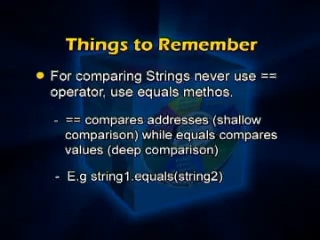 Things to Remember
For comparing Strings never use ==
operator, use equals methos.
- == compares addresses (shallow
comparison) while equals compares
values (deep comparison)
- E.g string1.equals(string2)